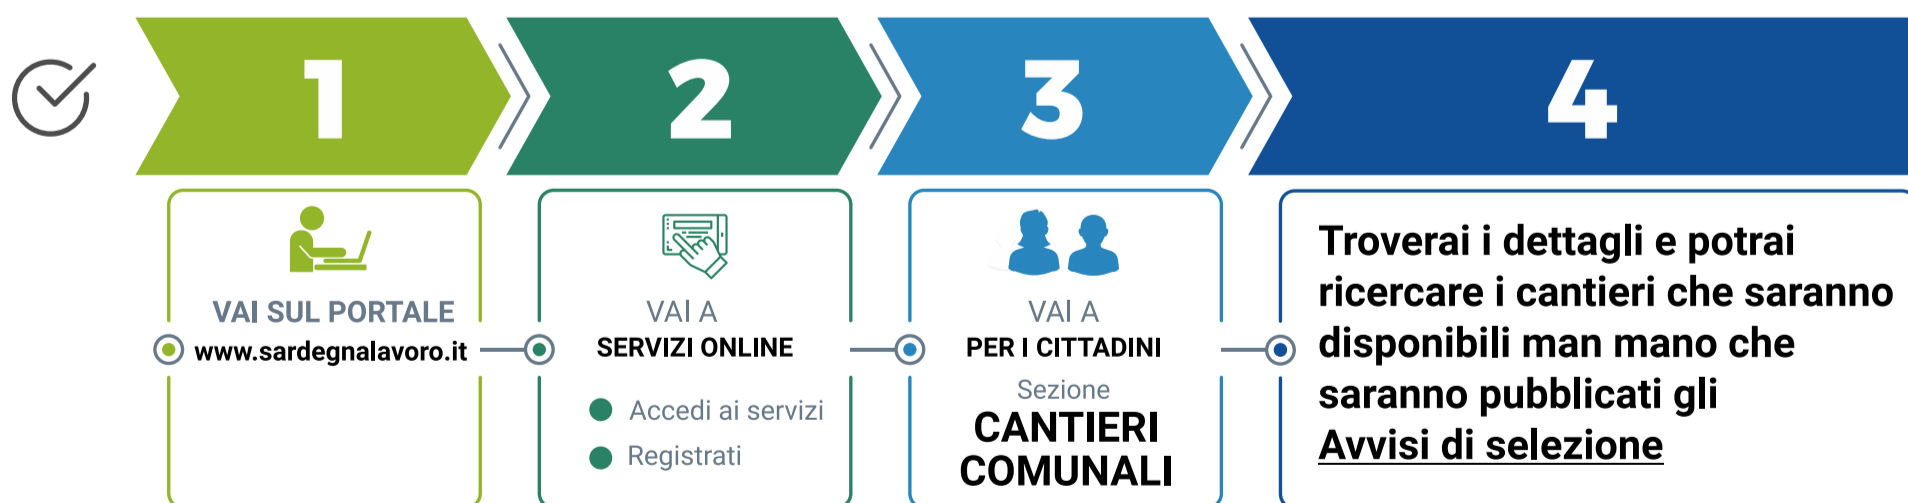 1
2
3
4
VAI SUL PORTALE
www.sardegnalavoro.it
VAI A
SERVIZI ONLINE
Accedi ai servizi
Registrati
VAI A
PER I CITTADINI
Sezione
CANTIERI
COMUNALI
Troverai i dettagli e potrai
ricercare i cantieri che saranno
disponibili man mano che
saranno pubblicati gli
Avvisi di selezione